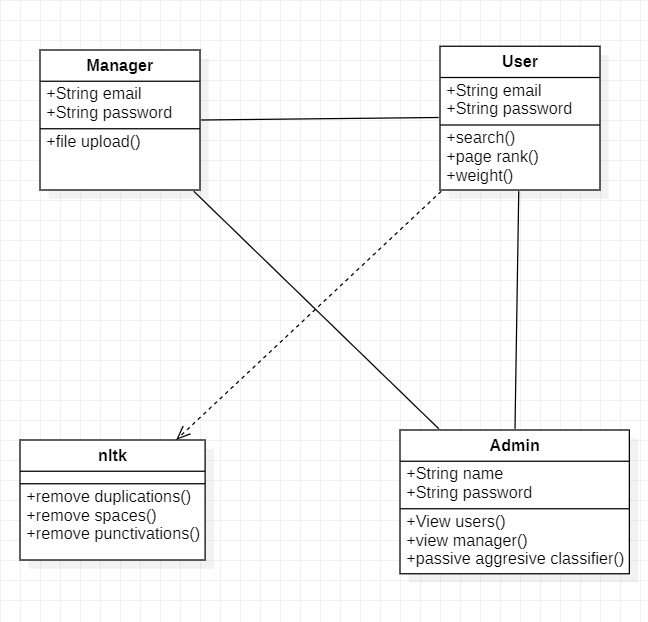 Manager
+String email
+String password
+file upload()
User
+String email
+String password
+search()
+page rank()
+weight()
nltk
+remove duplications()
+remove spaces()
+remove punctivations()
Admin
+String name
+String password
+View users()
+view manager()
+passive aggresive classifier()